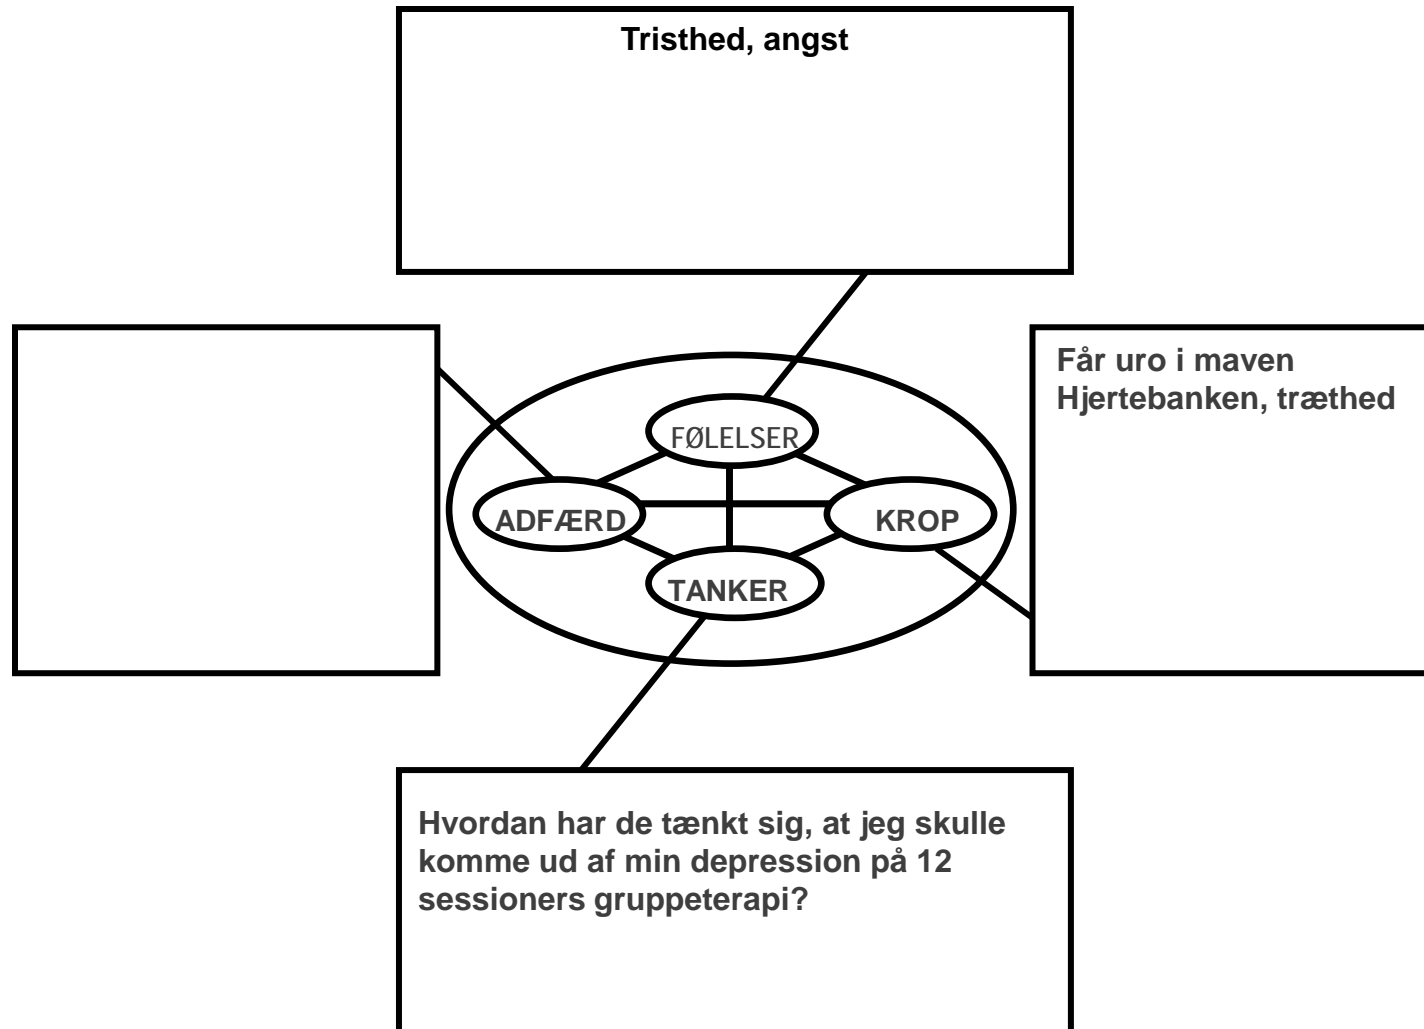 Tristhed, angst
Får uro i maven
Hjertebanken, træthed
FØLELSER
ADFÆRD
KROP
TANKER
Hvordan har de tænkt sig, at jeg skulle
komme ud af min depression på 12
sessioners gruppeterapi?